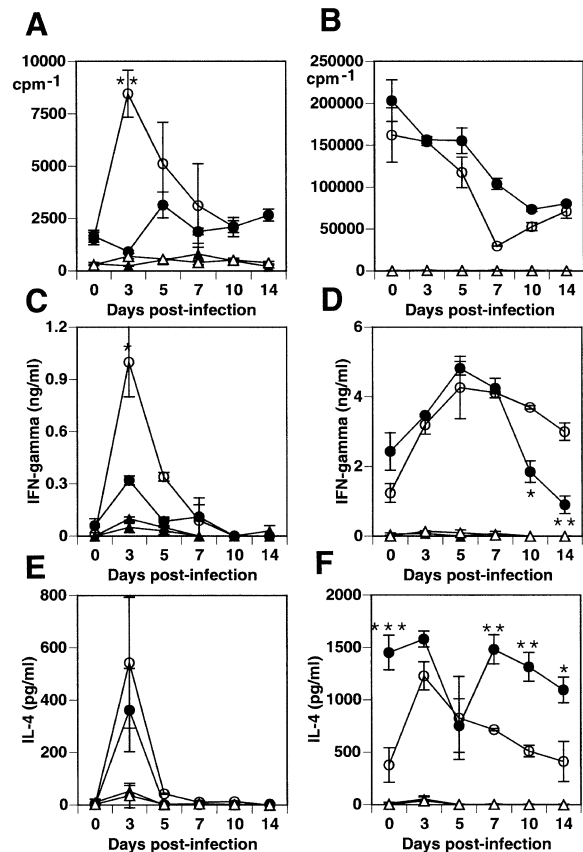 A
B
10000
cpm-1
7500
5000
2500
0
**
0 3 5 7 10 14
Days post-infection
250000
cpm-1
200000
150000
100000
50000
0
0 3 5 7 10 14
Days post-infection
C
D
1.2
0.9
0.6
0.3
0
IFN-gamma (ng/ml)
*
0 3 5 7 10 14
Days post-infection
6
4
2
0
IFN-gamma (ng/ml)
*
**
0 3 5 7 10 14
Days post-infection
E
F
800
600
400
200
0
IL-4 (pg/ml)
0 3 5 7 10 14
Days post-infection
2000
1500
1000
500
0
IL-4 (pg/ml)
***
**
**
*
0 3 5 7 10 14
Days post-infection